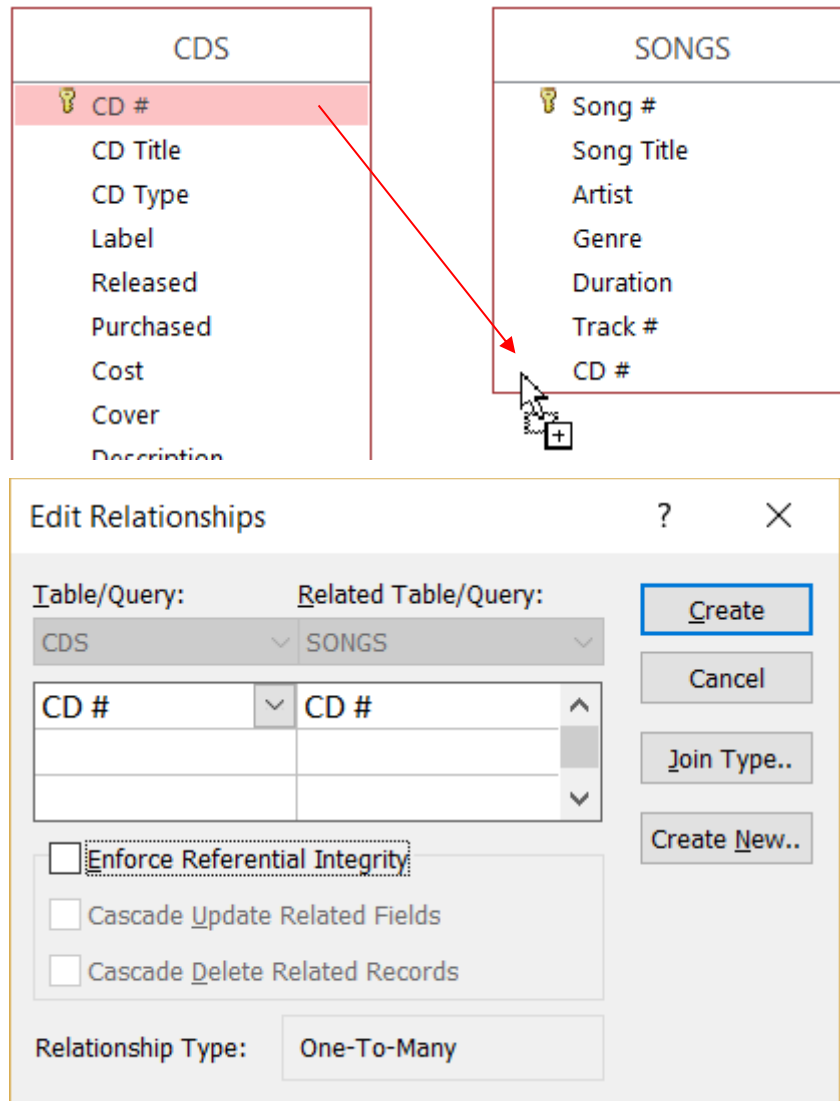 CDS
CD #
CD Title
CD Type
Label
Released
Purchased
Cost
Cover
Description
SONGS
Song #
Song Title
Artist
Genre
Duration
Track #
CD #
Edit Relationships ? ×
Table/Query: Related Table/Query:
CDS SONGS
CD # CD #
Enforce Referential Integrity
Cascade Update Related Fields
Cascade Delete Related Records
Relationship Type: One-To-Many
Create
Cancel
Join Type..
Create New..